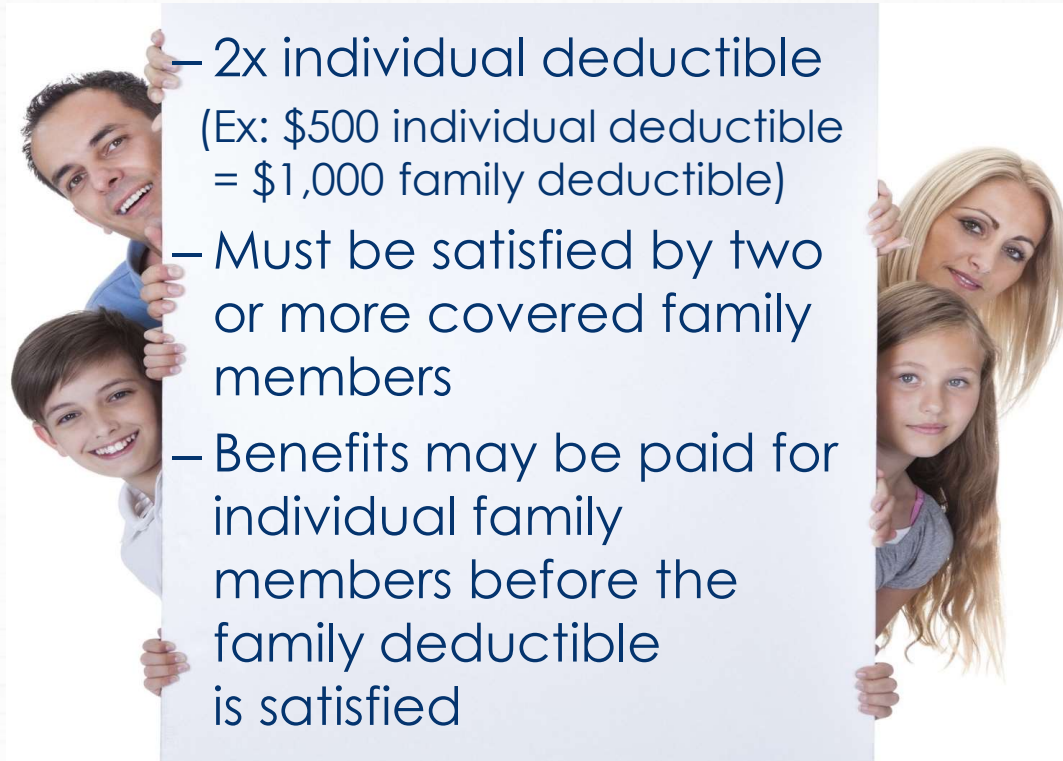 – 2x individual deductible
(Ex: $500 individual deductible
= $1,000 family deductible)
– Must be satisfied by two
or more covered family
members
– Benefits may be paid for
individual family
members before the
family deductible
is satisfied